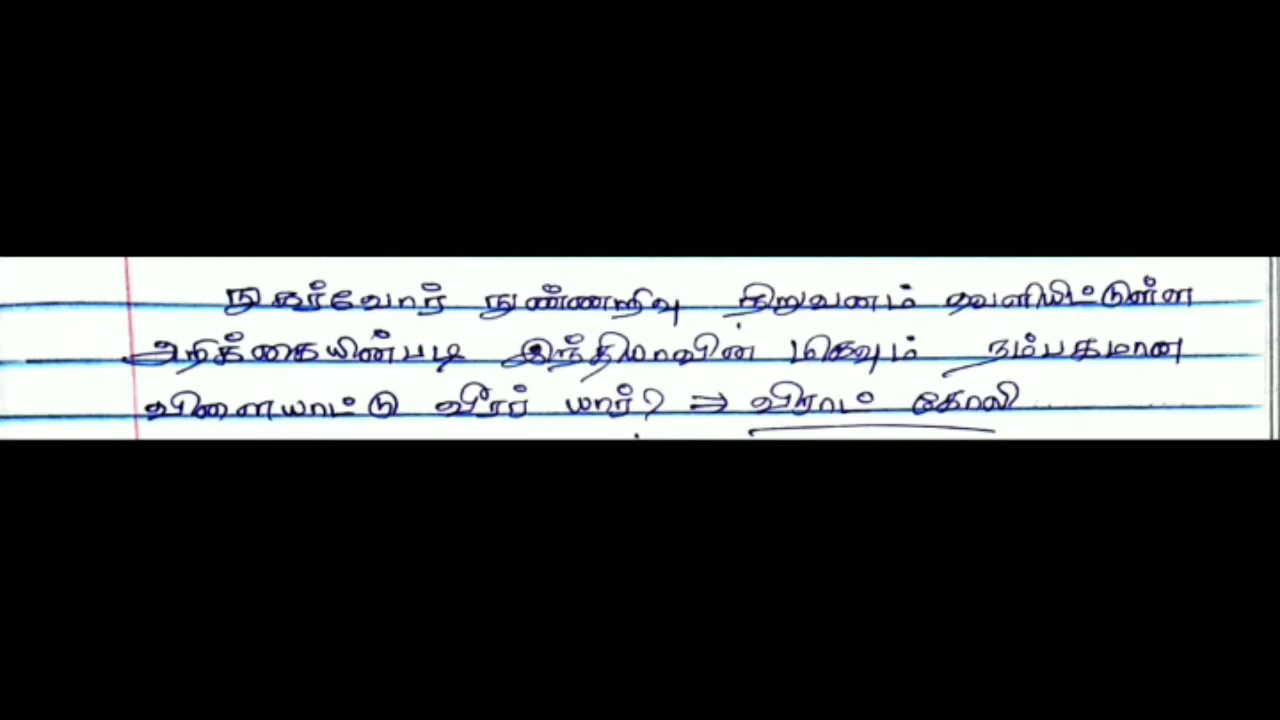 நுகர்வோர் நுண்ணறிவு நிறுவனம் வெளியிட்டுள்ள
அறிக்கையின்படி இந்தியாவின் மிகவும் நம்பகமான
விளையாட்டு வீரர் யார்? ⇒ விராட் கோலி